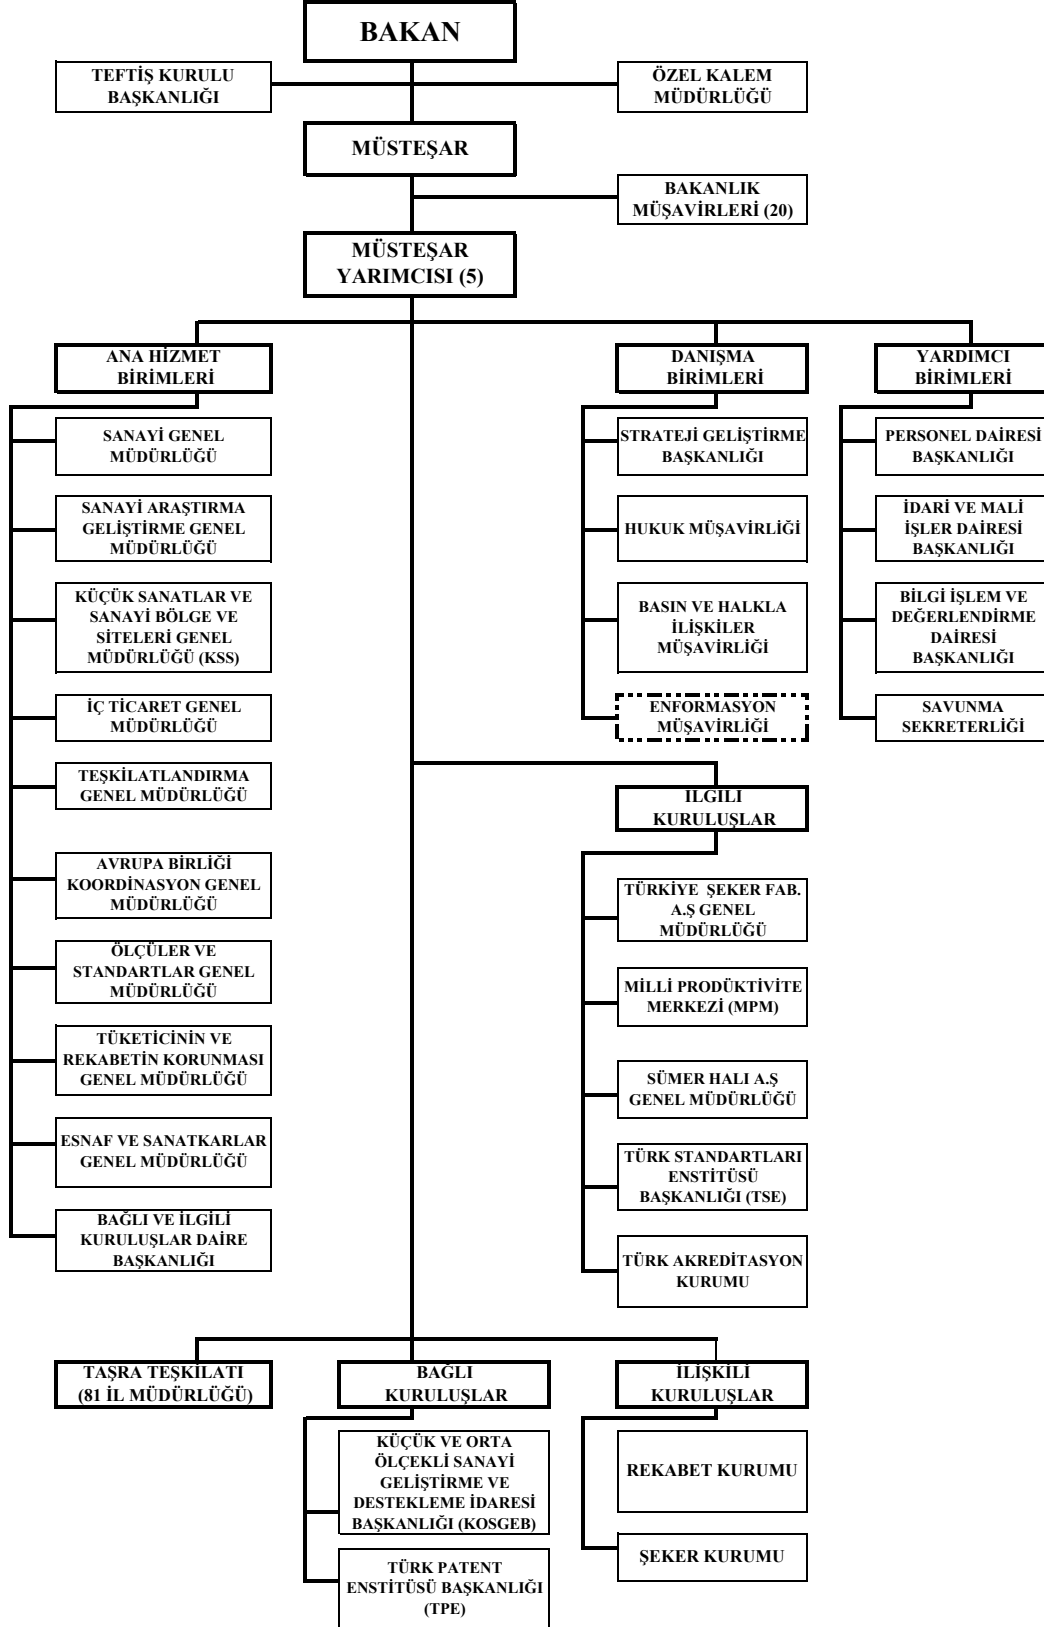 BAKAN
TEFTİŞ KURULU
BAŞKANLIĞI
ÖZEL KALEM
MÜDÜRLÜĞÜ
MÜSTEŞAR
BAKANLIK
MÜŞAVİRLERİ (20)
MÜSTEŞAR
YARIMCISI (5)
ANA HİZMET
BİRİMLERİ
SANAYİ GENEL
MÜDÜRLÜĞÜ
SANAYİ ARAŞTIRMA
GELİŞTİRME GENEL
MÜDÜRLÜĞÜ
KÜÇÜK SANATLAR VE
SANAYİ BÖLGE VE
SİTELERİ GENEL
MÜDÜRLÜĞÜ (KSS)
İÇ TİCARET GENEL
MÜDÜRLÜĞÜ
TEŞKİLATLANDIRMA
GENEL MÜDÜRLÜĞÜ
AVRUPA BİRLİĞİ
KOORDİNASYON GENEL
MÜDÜRLÜĞÜ
ÖLÇÜLER VE
STANDARTLAR GENEL
MÜDÜRLÜĞÜ
TÜKETİCİNİN VE
REKABETİN KORUNMASI
GENEL MÜDÜRLÜĞÜ
ESNAF VE SANATKARLAR
GENEL MÜDÜRLÜĞÜ
BAĞLI VE İLGİLİ
KURULUŞLAR DAİRE
BAŞKANLIĞI
DANIŞMA
BİRİMLERİ
STRATEJİ GELİŞTİRME
BAŞKANLIĞI
HUKUK MÜŞAVİRLİĞİ
BASIN VE HALKLA
İLİŞKİLER
MÜŞAVİRLİĞİ
ENFORMASYON
MÜŞAVİRLİĞİ
YARDIMCI
BİRİMLERİ
PERSONEL DAİRESİ
BAŞKANLIĞI
İDARİ VE MALİ
İŞLER DAİRESİ
BAŞKANLIĞI
BİLGİ İŞLEM VE
DEĞERLENDİRME
DAİRESİ
BAŞKANLIĞI
SAVUNMA
SEKRETERLİĞİ
ILGILI
KURULUŞLAR
TÜRKİYE ŞEKER FAB.
A.Ş GENEL
MÜDÜRLÜĞÜ
MİLLİ PRODÜKTİVİTE
MERKEZİ (MPM)
SÜMER HALI A.Ş
GENEL MÜDÜRLÜĞÜ
TÜRK STANDARTLARI
ENSTİTÜSÜ
BAŞKANLIĞI (TSE)
TÜRK AKREDİTASYON
KURUMU
TAŞRA TEŞKİLATI
(81 İL MÜDÜRLÜĞÜ)
BAĞLI
KURULUŞLAR
KÜÇÜK VE ORTA
ÖLÇEKLİ SANAYİ
GELİŞTİRME VE
DESTEKLEME İDARESİ
BAŞKANLIĞI (KOSGEB)
TÜRK PATENT
ENSTİTÜSÜ BAŞKANLIĞI
(TPE)
İLİŞKİLİ
KURULUŞLAR
REKABET KURUMU
ŞEKER KURUMU